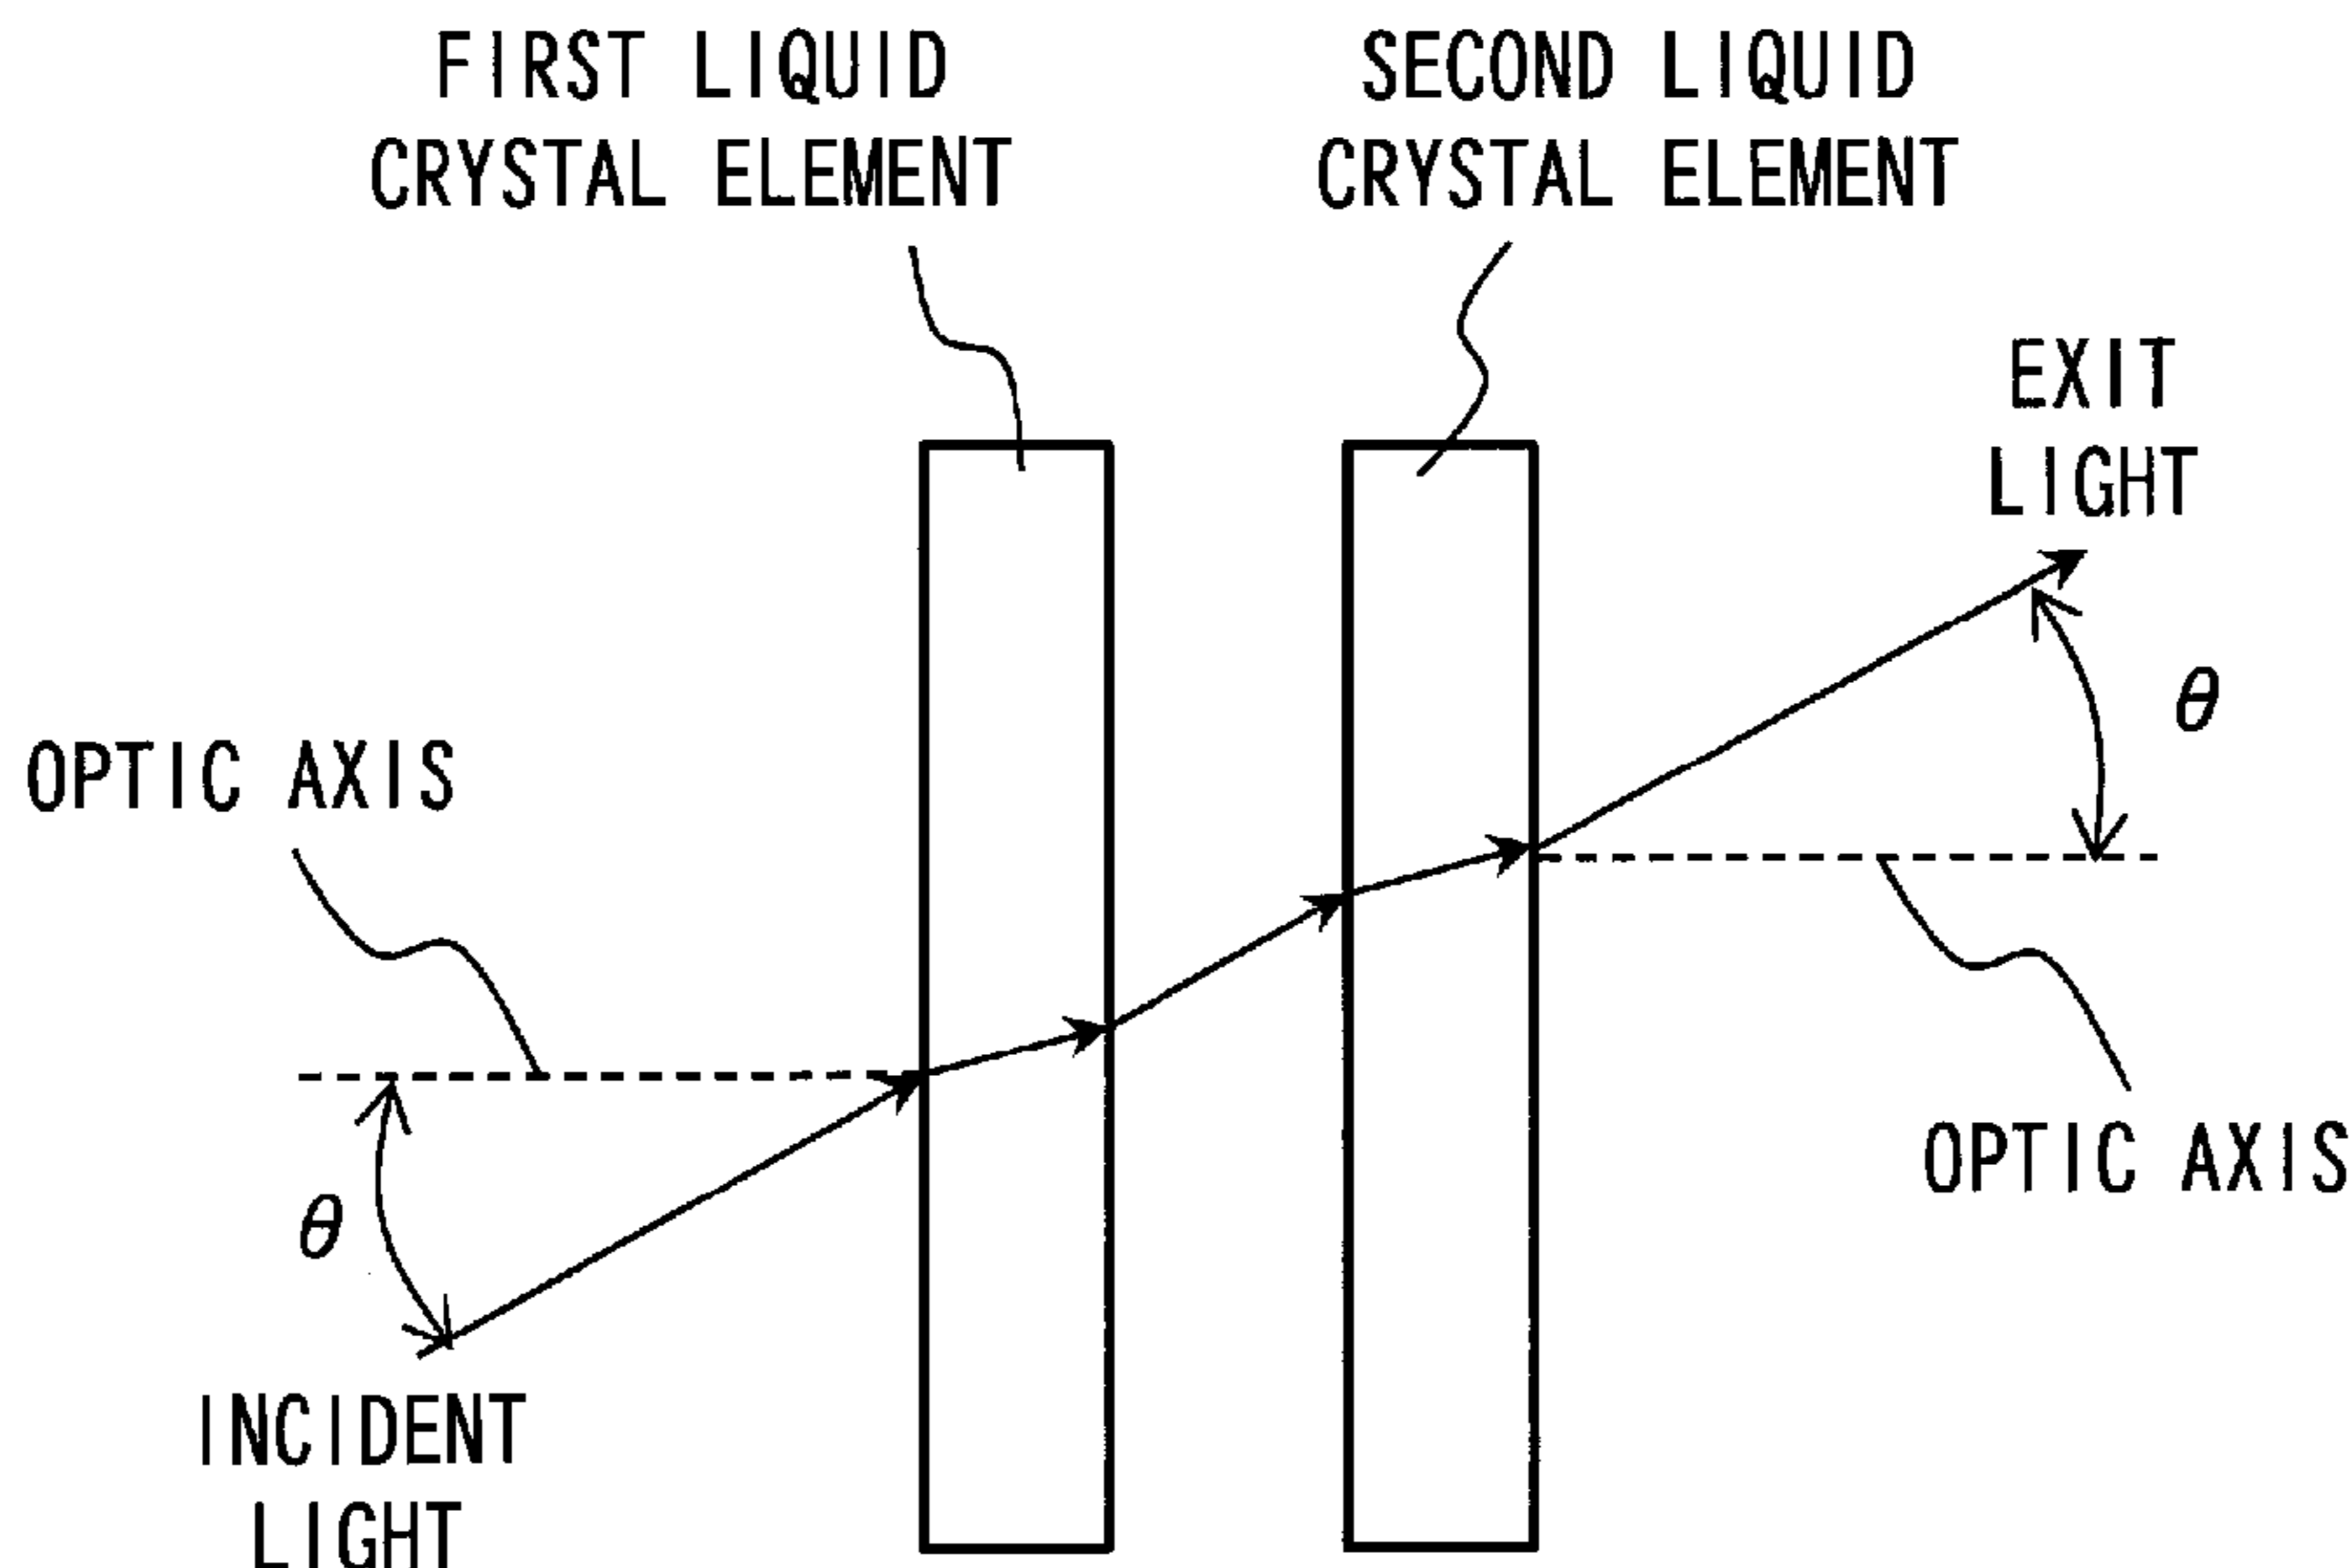 FIRST LIQUID
CRYSTAL ELEMENT
SECOND LIQUID
CRYSTAL ELEMENT
EXIT
LIGHT
θ
OPTIC AXIS
OPTIC AXIS
θ
INCIDENT
LIGHT